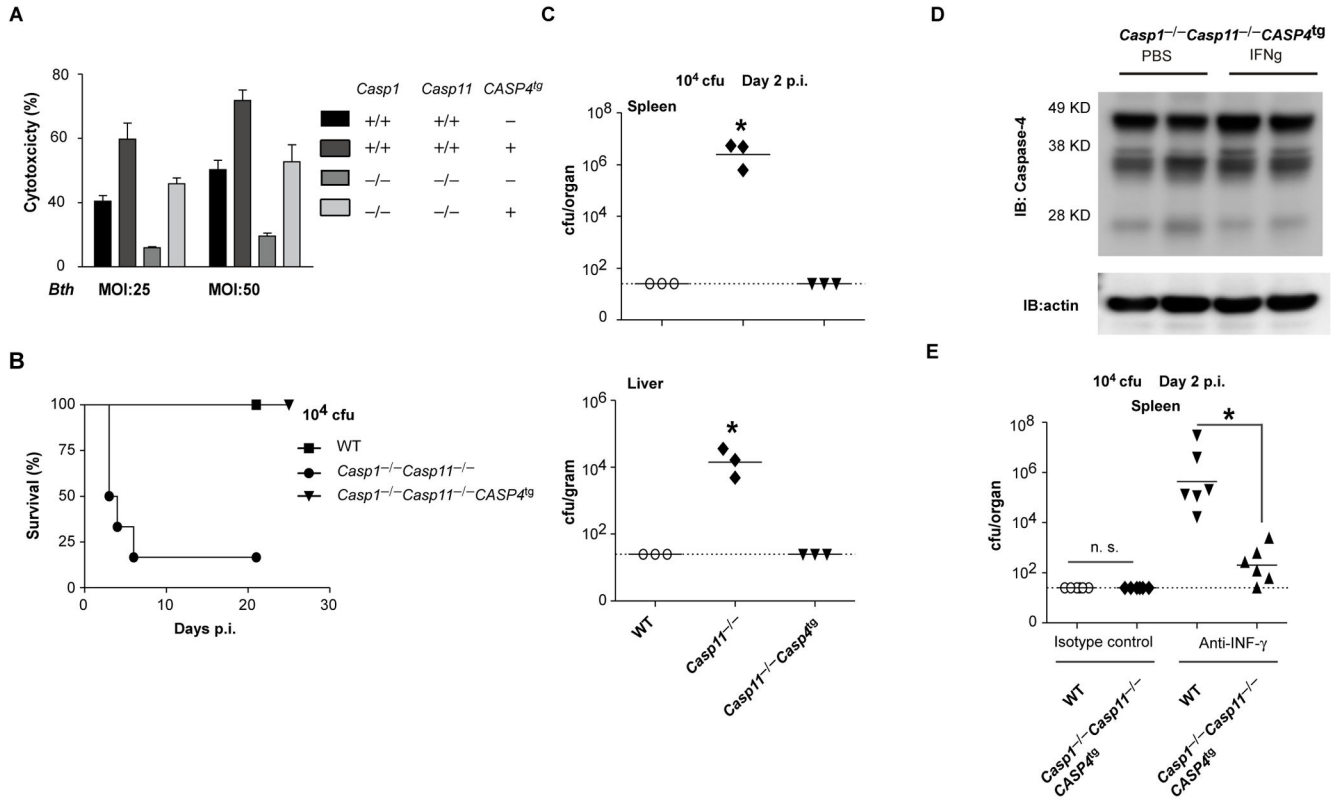 A
80
60
40
20
0
Cytotoxcicty (%)
Bth MOI:25 MOI:50
Casp1 Casp11 CASP4tg
+/+ +/+ –
+/+ +/+ +
–/– –/– –
–/– –/– +
B
100
75
50
25
0
Survival (%)
0 10 20 30
Days p.i.
10⁴ cfu
WT
Casp1–/–Casp11–/–
Casp1–/–Casp11–/–CASP4tg
C
10⁴ cfu Day 2 p.i.
Spleen
10⁸
10⁶
10⁴
10²
0
cfu/organ
*
Liver
10⁶
10⁴
10²
0
cfu/gram
*
WT
Casp11–/–
Casp11–/–Casp4tg
D
Casp1–/–Casp11–/–CASP4tg
PBS IFNg
49 KD
38 KD
28 KD
IB: Caspase-4
IB:actin
E
10⁴ cfu Day 2 p.i.
Spleen
10⁸
10⁶
10⁴
10²
0
cfu/organ
n. s.
*
Isotype control Anti-INF-γ
WT
Casp1–/–Casp11–/–
CASP4tg
WT
Casp1–/–Casp11–/–
CASP4tg